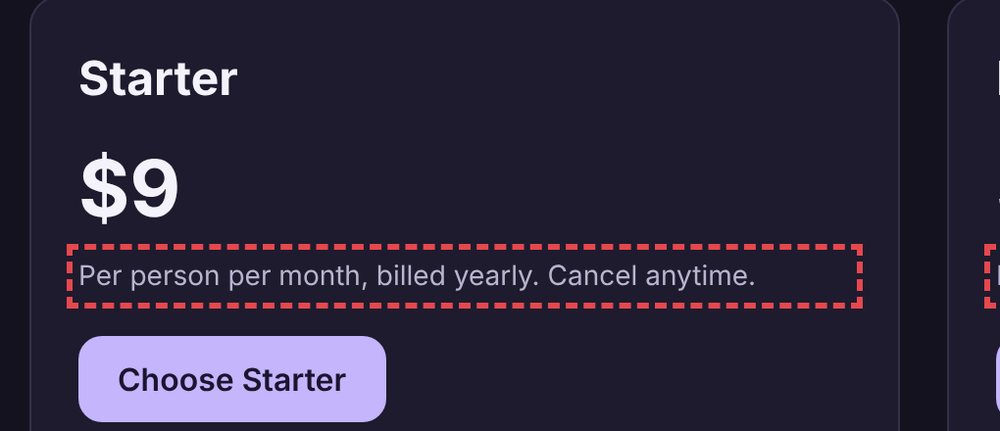 Starter
$9
Per person per month, billed yearly. Cancel anytime.
Choose Starter